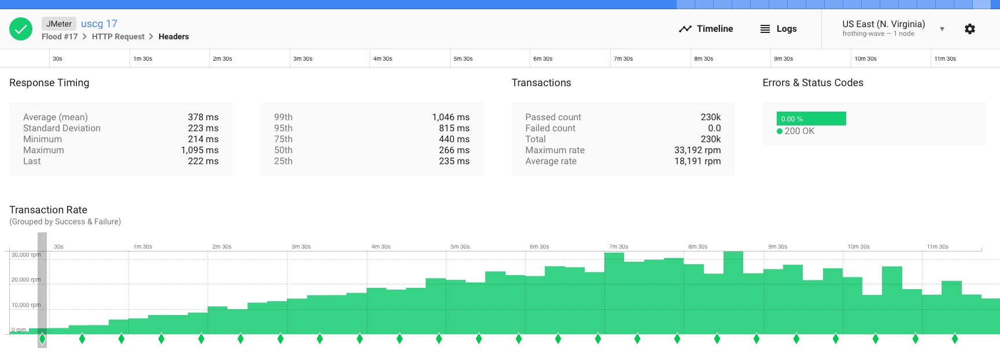 JMeter uscg 17
Flood #17 > HTTP Request > Headers
Timeline
Logs
US East (N. Virginia)
frothing-wave — 1 node
30s 1m 30s 2m 30s 3m 30s 4m 30s 5m 30s 6m 30s 7m 30s 8m 30s 9m 30s 10m 30s 11m 30s
Response Timing
Average (mean) 378 ms
Standard Deviation 223 ms
Minimum 214 ms
Maximum 1,095 ms
Last 222 ms
99th 1,046 ms
95th 815 ms
75th 440 ms
50th 266 ms
25th 235 ms
Transactions
Passed count 230k
Failed count 0.0
Total 230k
Maximum rate 33,192 rpm
Average rate 18,191 rpm
Errors & Status Codes
0.00 %
200 OK
Transaction Rate
(Grouped by Success & Failure)
30s 1m 30s 2m 30s 3m 30s 4m 30s 5m 30s 6m 30s 7m 30s 8m 30s 9m 30s 10m 30s 11m 30s
30,000 rpm
20,000 rpm
10,000 rpm
0 rpm